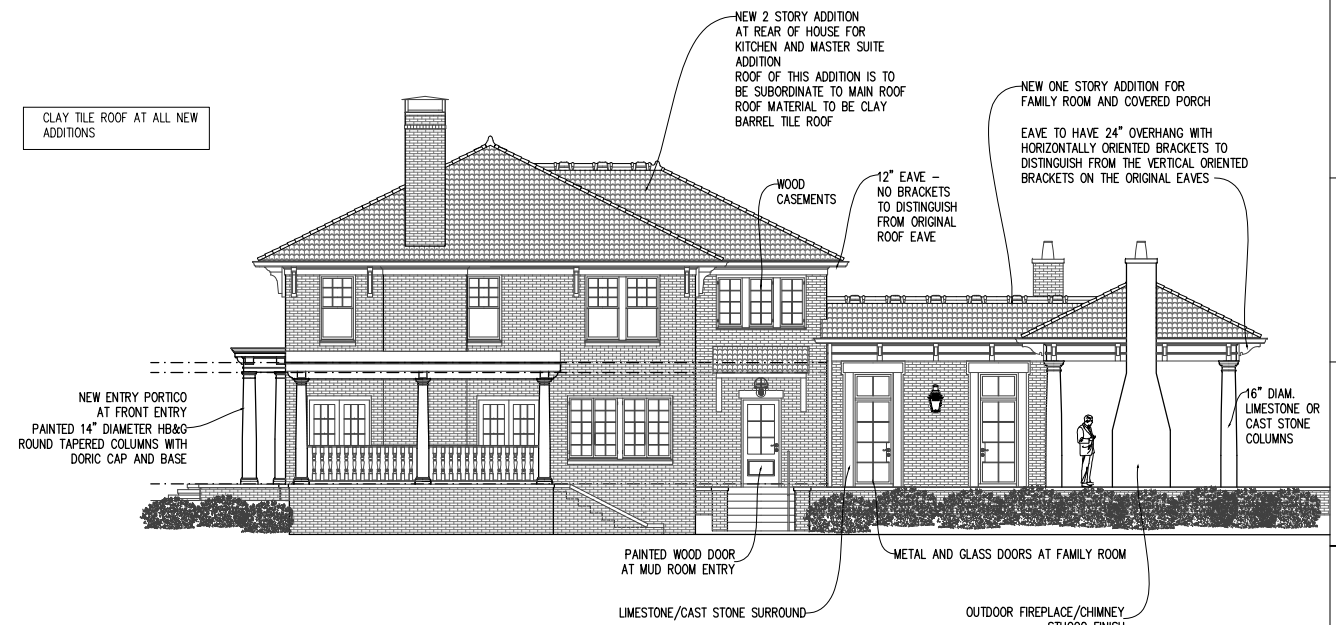 NEW 2 STORY ADDITION
AT REAR OF HOUSE FOR
KITCHEN AND MASTER SUITE
ADDITION
ROOF OF THIS ADDITION IS TO
BE SUBORDINATE TO MAIN ROOF
ROOF MATERIAL TO BE CLAY
BARREL TILE ROOF
CLAY TILE ROOF AT ALL NEW
ADDITIONS
NEW ONE STORY ADDITION FOR
FAMILY ROOM AND COVERED PORCH
EAVE TO HAVE 24" OVERHANG WITH
HORIZONTALLY ORIENTED BRACKETS TO
DISTINGUISH FROM THE VERTICAL ORIENTED
BRACKETS ON THE ORIGINAL EAVES
WOOD
CASEMENTS
12" EAVE -
NO BRACKETS
TO DISTINGUISH
FROM ORIGINAL
ROOF EAVE
NEW ENTRY PORTICO
AT FRONT ENTRY
PAINTED 14" DIAMETER HB&G
ROUND TAPERED COLUMNS WITH
DORIC CAP AND BASE
16" DIAM.
LIMESTONE OR
CAST STONE
COLUMNS
PAINTED WOOD DOOR
AT MUD ROOM ENTRY
METAL AND GLASS DOORS AT FAMILY ROOM
LIMESTONE/CAST STONE SURROUND
OUTDOOR FIREPLACE/CHIMNEY
STUCCO FINISH